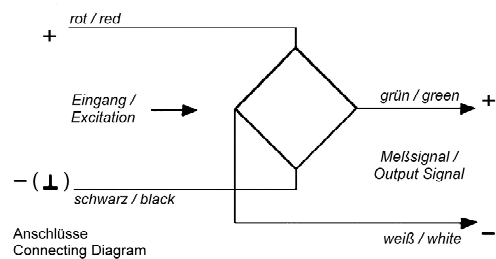 rot / red
+
Eingang /
Excitation
grün / green
+
Meßsignal /
Output Signal
– (⊥)
schwarz / black
weiß / white
–
Anschlüsse
Connecting Diagram